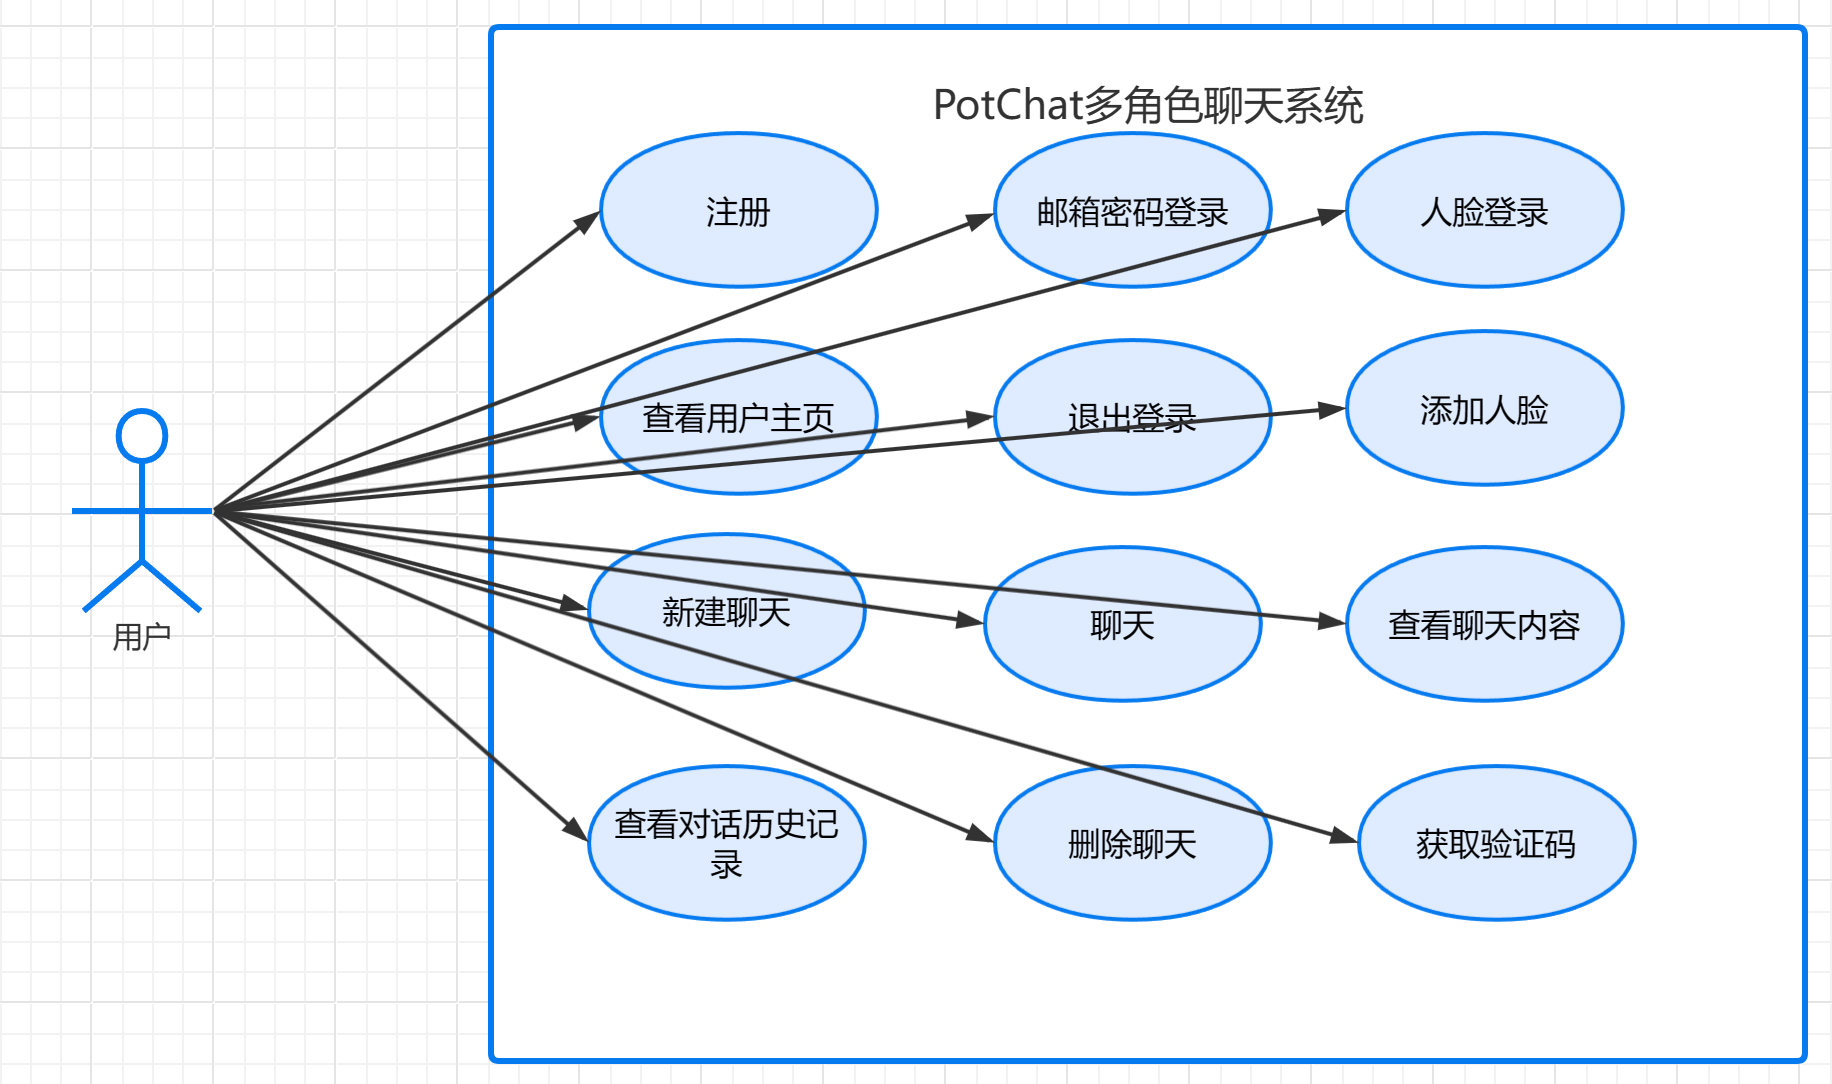 PotChat多角色聊天系统
注册
邮箱密码登录
人脸登录
查看用户主页
退出登录
添加人脸
用户
新建聊天
聊天
查看聊天内容
查看对话历史记
录
删除聊天
获取验证码